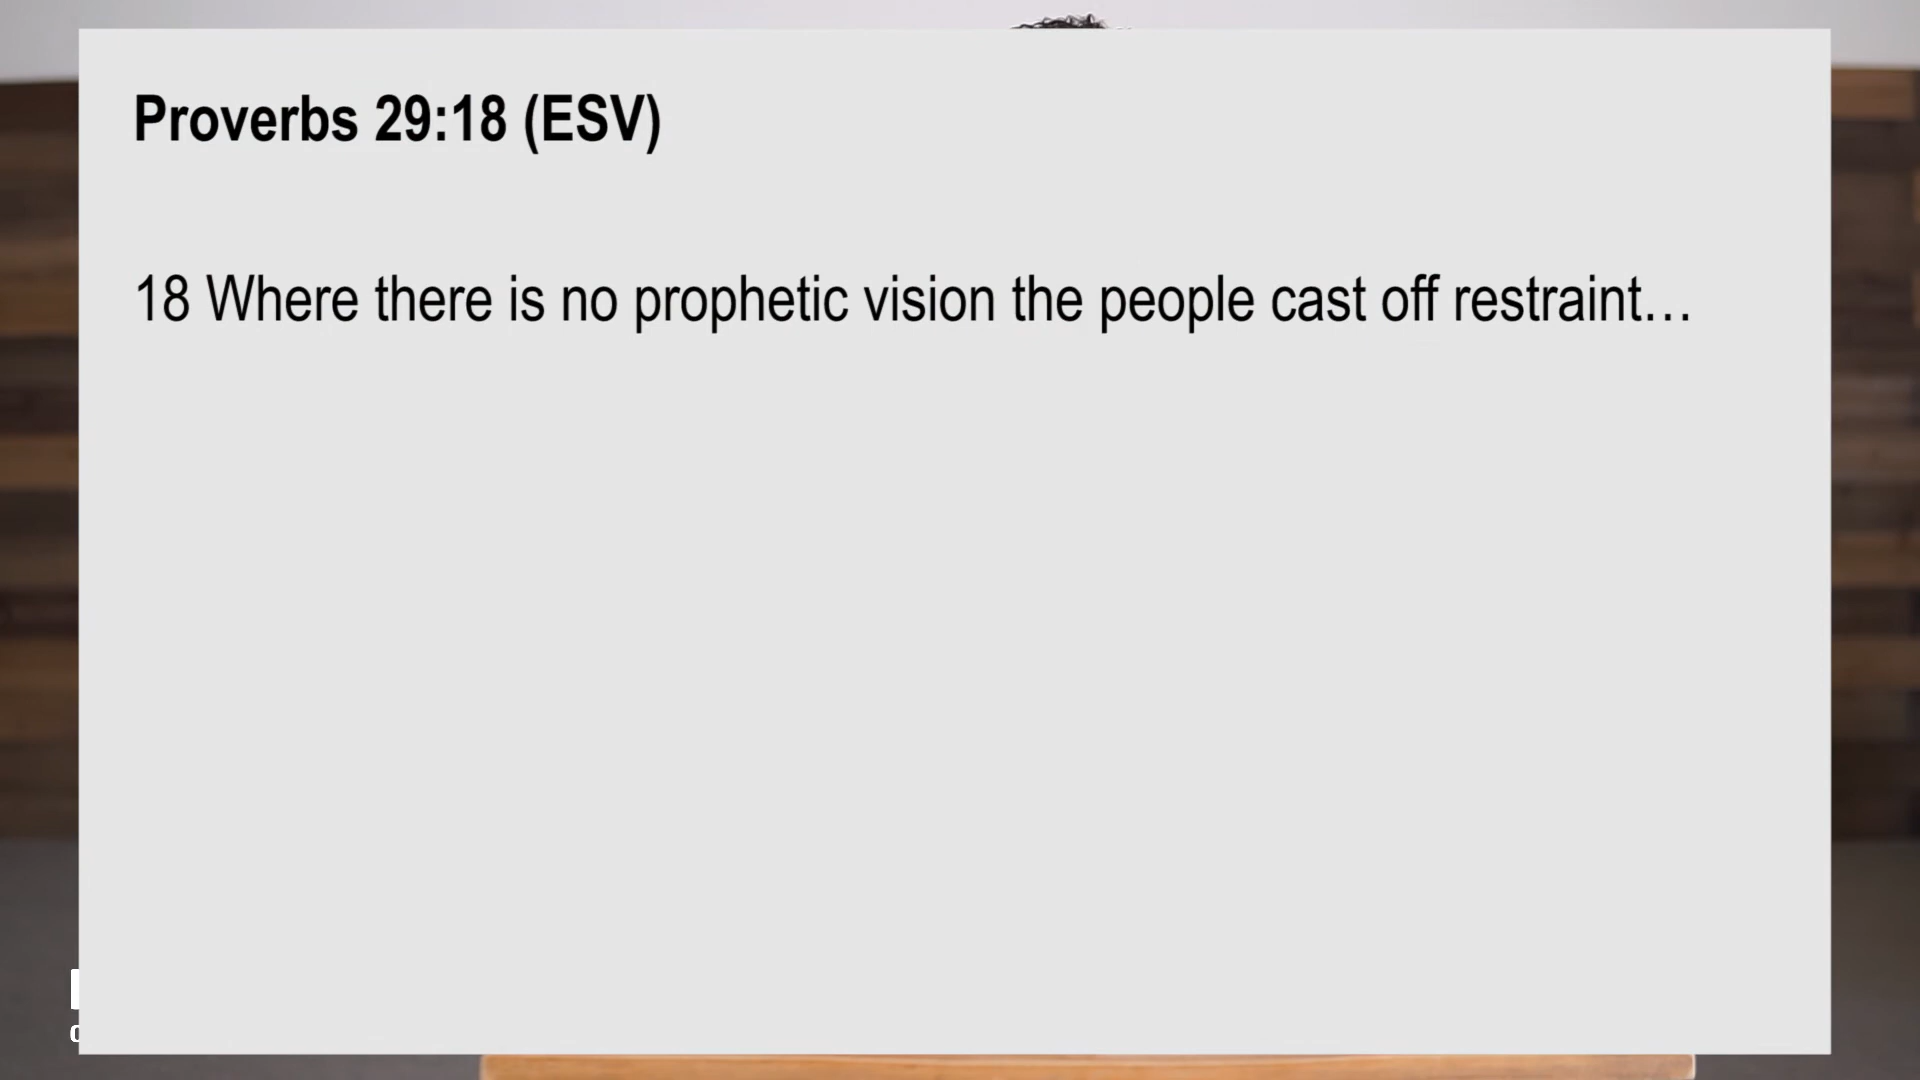 Proverbs 29:18 (ESV)
18 Where there is no prophetic vision the people cast off restraint…